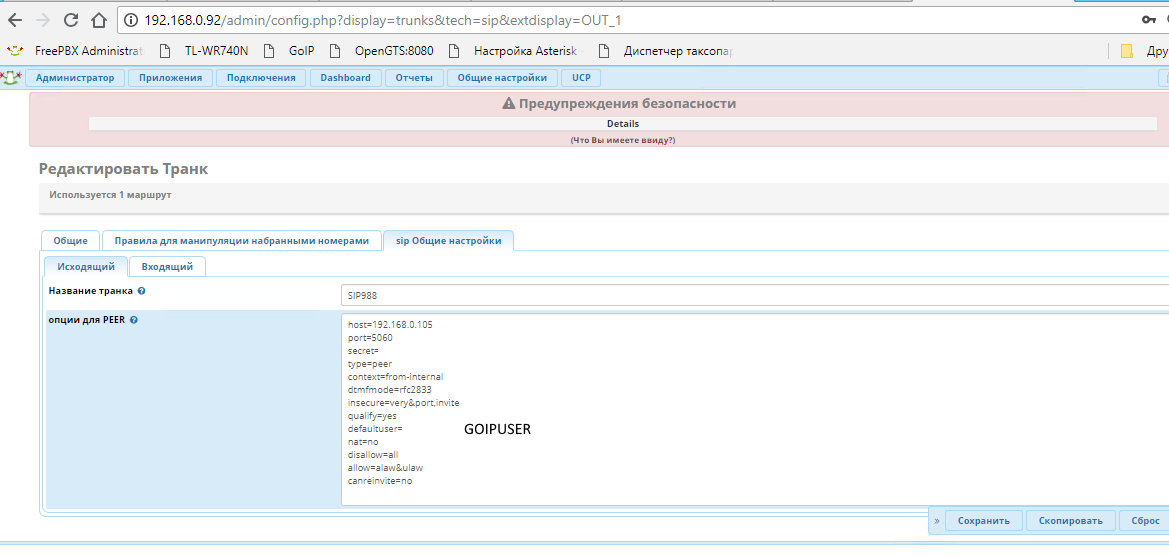 192.168.0.92/admin/config.php?display=trunks&tech=sip&extdisplay=OUT_1
FreePBX Administrat TL-WR740N GoIP OpenGTS:8080 Настройка Asterisk Диспетчер таксопар Дру
Администратор Приложения Подключения Dashboard Отчеты Общие настройки UCP
Предупреждения безопасности
Details
(Что Вы имеете ввиду?)
Редактировать Транк
Используется 1 маршрут
Общие Правила для манипуляции набранными номерами sip Общие настройки
Исходящий Входящий
Название транка SIP988
опции для PEER
host=192.168.0.105
port=5060
secret=
type=peer
context=from-internal
dtmfmode=rfc2833
insecure=very&port,invite
qualify=yes
defaultuser= GOIPUSER
nat=no
disallow=all
allow=alaw&ulaw
canreinvite=no
» Сохранить Скопировать Сброс